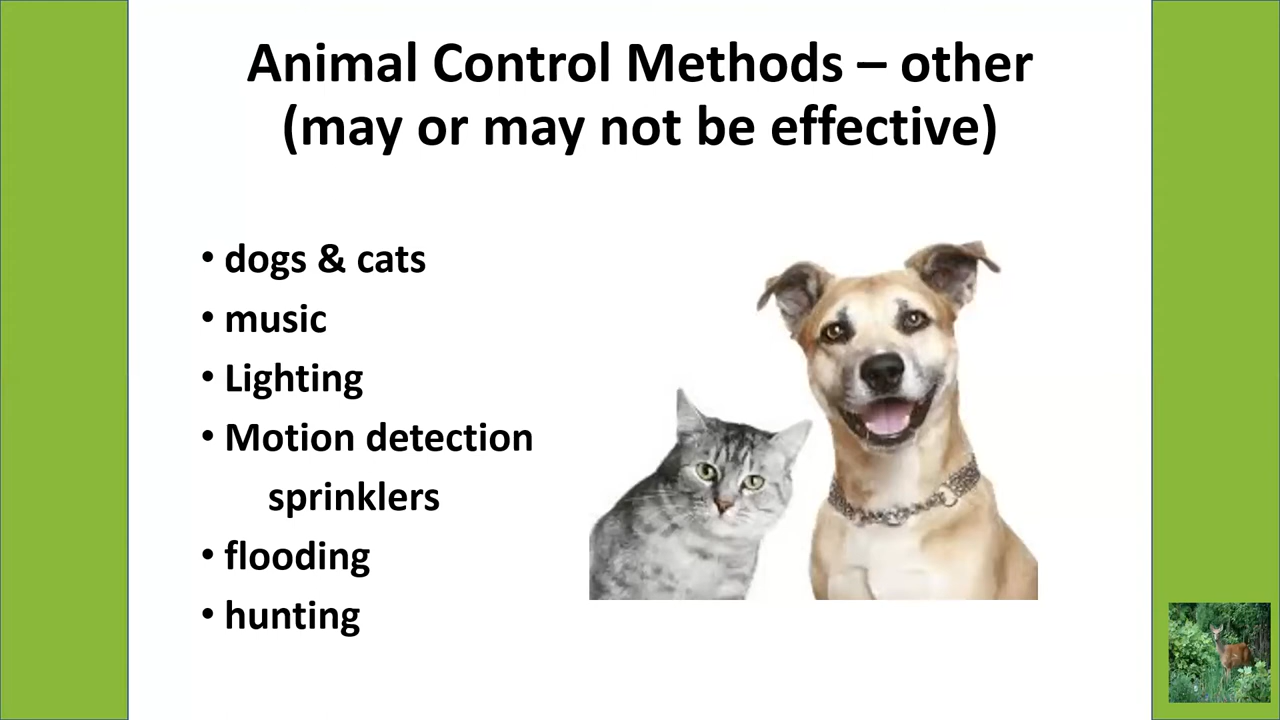 Animal Control Methods – other
(may or may not be effective)
• dogs & cats
• music
• Lighting
• Motion detection
sprinklers
• flooding
• hunting